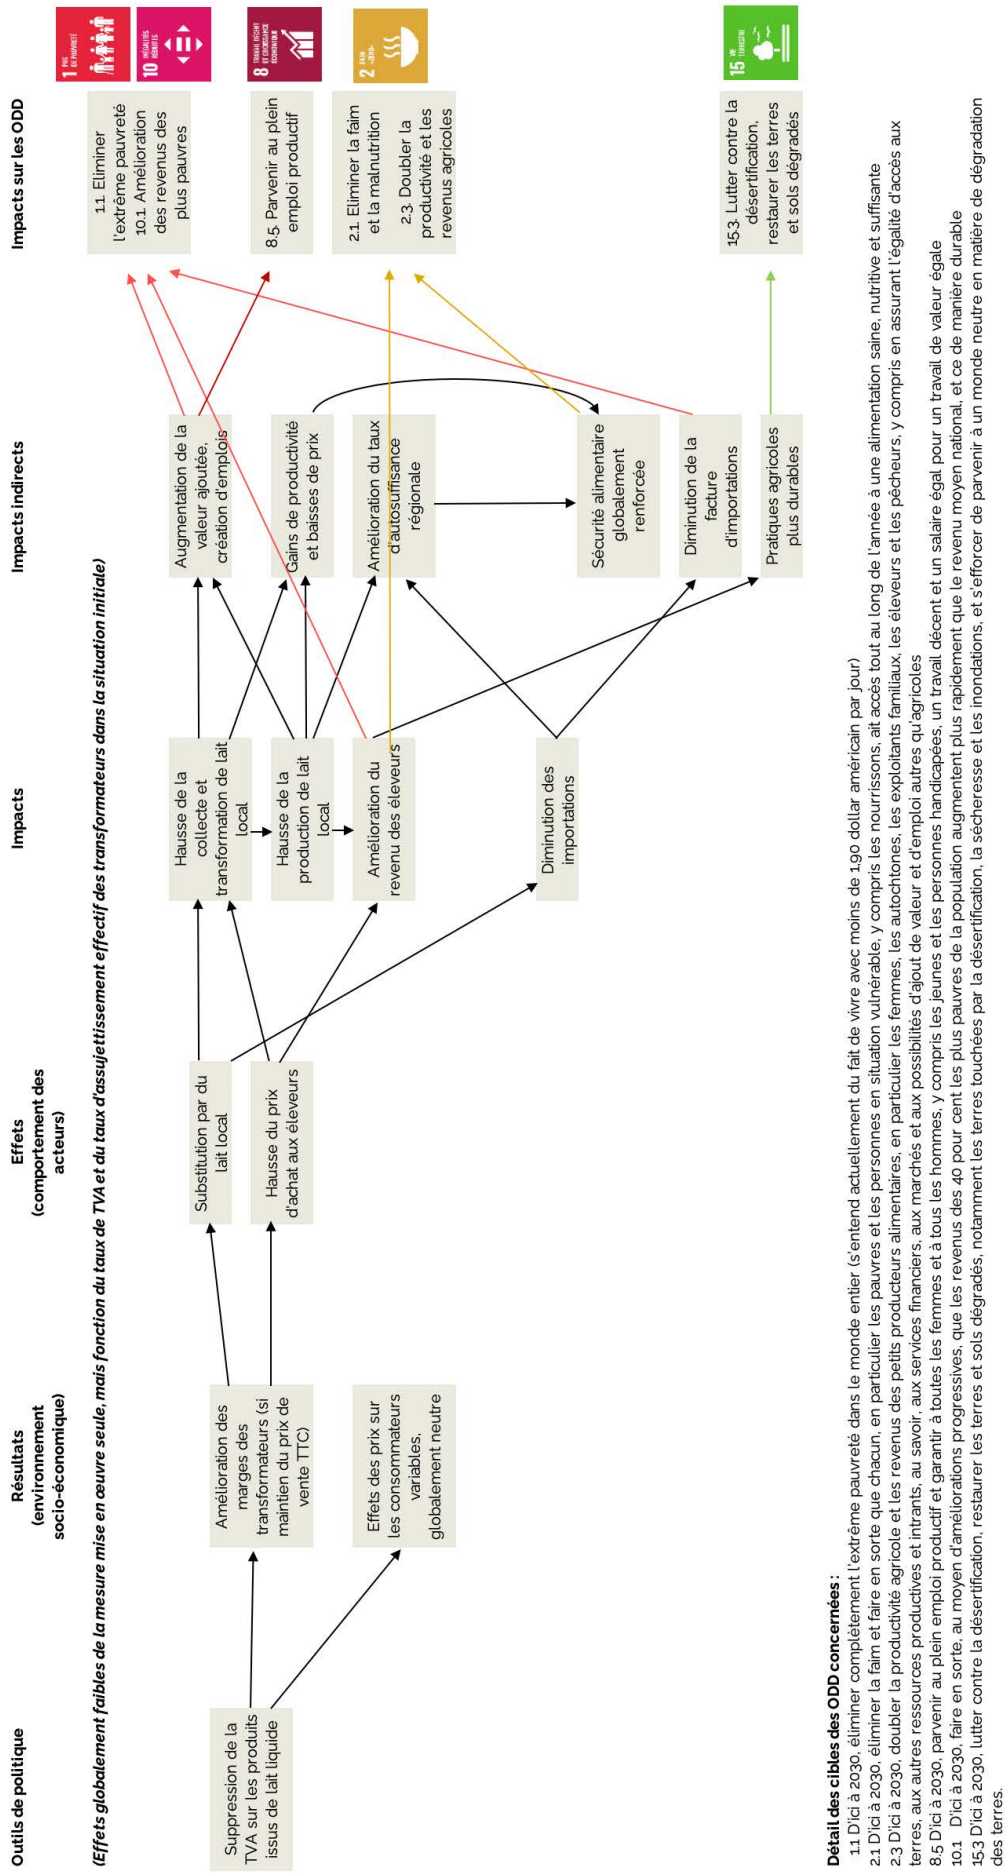 Outils de politique
Résultats
(environnement
socio-économique)
Effets
(comportement des
acteurs)
Impacts
Impacts indirects
Impacts sur les ODD
(Effets globalement faibles de la mesure mise en œuvre seule, mais fonction du taux de TVA et du taux d'assujettissement effectif des transformateurs dans la situation initiale)
Suppression de la
TVA sur les produits
issus de lait liquide
Amélioration des
marges des
transformateurs (si
maintien du prix de
vente TTC)
Effets des prix sur
les consommateurs
variables,
globalement neutre
Substitution par du
lait local
Hausse du prix
d'achat aux éleveurs
Hausse de la
collecte et
transformation de lait
local
Hausse de la
production de lait
local
Amélioration du
revenu des éleveurs
Diminution des
importations
Augmentation de la
valeur ajoutée,
création d'emplois
Gains de productivité
et baisses de prix
Amélioration du taux
d'autosuffisance
régionale
Sécurité alimentaire
globalement
renforcée
Diminution de la
facture
d'importations
Pratiques agricoles
plus durables
1.1. Eliminer
l'extrême pauvreté
10.1. Amélioration
des revenus des
plus pauvres
8.5. Parvenir au plein
emploi productif
2.1 Eliminer la faim
et la malnutrition
2.3. Doubler la
productivité et les
revenus agricoles
15.3. Lutter contre la
désertification,
restaurer les terres
et sols dégradés
1 PAS
DE PAUVRETÉ
10 INÉGALITÉS
RÉDUITES
8 TRAVAIL DÉCENT
ET CROISSANCE
ÉCONOMIQUE
2 FAIM
«ZÉRO»
15 VIE
TERRESTRE
Détail des cibles des ODD concernées :
1.1 D'ici à 2030, éliminer complètement l'extrême pauvreté dans le monde entier (s'entend actuellement du fait de vivre avec moins de 1,90 dollar américain par jour)
2.1 D'ici à 2030, éliminer la faim et faire en sorte que chacun, en particulier les pauvres et les personnes en situation vulnérable, y compris les nourrissons, ait accès tout au long de l'année à une alimentation saine, nutritive et suffisante
2.3 D'ici à 2030, doubler la productivité agricole et les revenus des petits producteurs alimentaires, en particulier les femmes, les autochtones, les exploitants familiaux, les éleveurs et les pêcheurs, y compris en assurant l'égalité d'accès aux
terres, aux autres ressources productives et intrants, au savoir, aux services financiers, aux marchés et aux possibilités d'ajout de valeur et d'emploi autres qu'agricoles
8.5 D'ici à 2030, parvenir au plein emploi productif et garantir à toutes les femmes et à tous les hommes, y compris les jeunes et les personnes handicapées, un travail décent et un salaire égal pour un travail de valeur égale
10.1 D'ici à 2030, faire en sorte, au moyen d'améliorations progressives, que les revenus des 40 pour cent les plus pauvres de la population augmentent plus rapidement que le revenu moyen national, et ce de manière durable
15.3 D'ici à 2030, lutter contre la désertification, restaurer les terres et sols dégradés, notamment les terres touchées par la désertification, la sécheresse et les inondations, et s'efforcer de parvenir à un monde neutre en matière de dégradation
des terres.